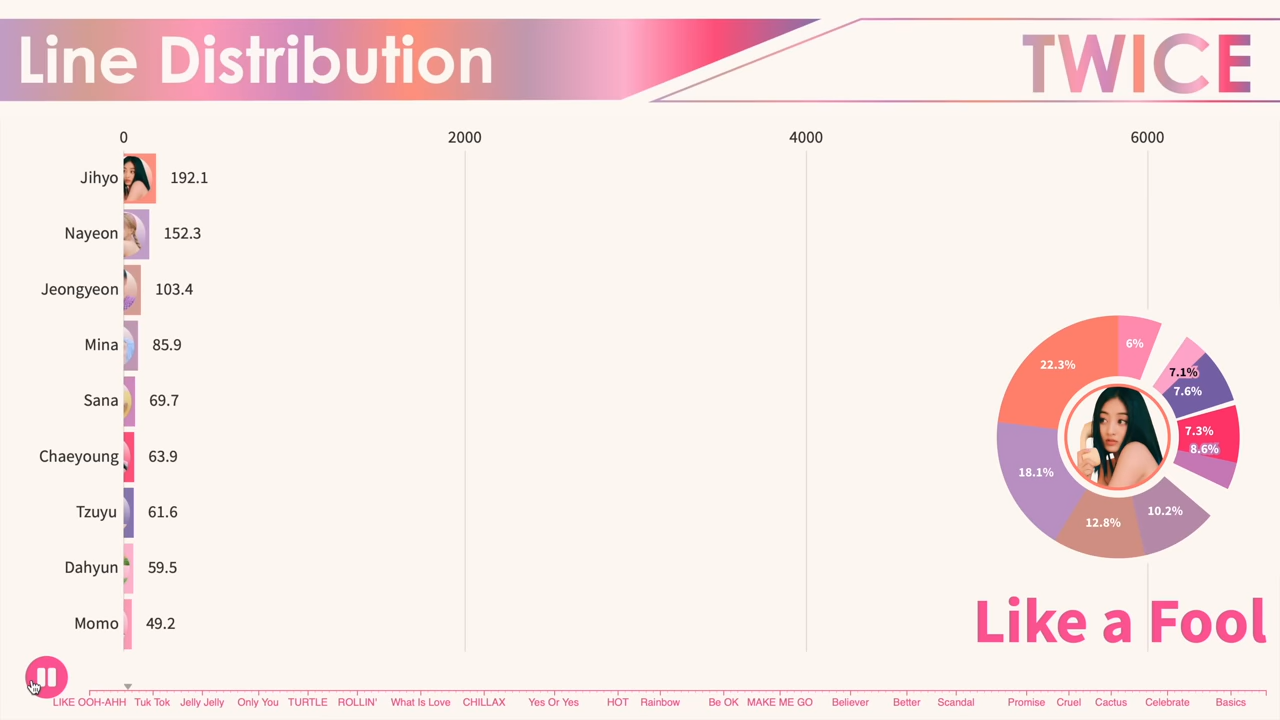 Line Distribution
TWICE
0 2000 4000 6000
Jihyo 192.1
Nayeon 152.3
Jeongyeon 103.4
Mina 85.9
Sana 69.7
Chaeyoung 63.9
Tzuyu 61.6
Dahyun 59.5
Momo 49.2
6%
22.3%
7.1%
7.6%
7.3%
8.6%
18.1%
10.2%
12.8%
Like a Fool
LIKE OOH-AHH Tuk Tok Jelly Jelly Only You TURTLE ROLLIN' What Is Love CHILLAX Yes Or Yes HOT Rainbow Be OK MAKE ME GO Believer Better Scandal Promise Cruel Cactus Celebrate Basics